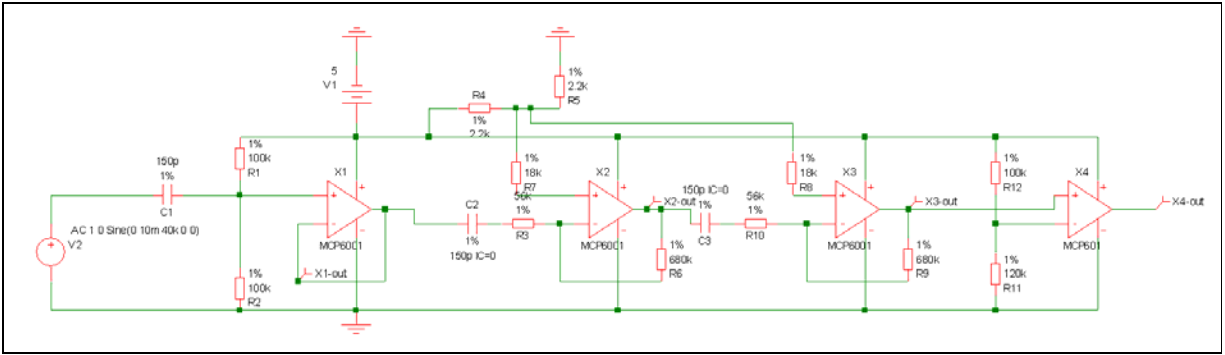 5
V1
R4
1%
2.2k
1%
2.2k
R5
150p
1%
C1
AC 1 0 Sine(0 10m 40k 0 0)
V2
1%
100k
R1
1%
100k
R2
X1
MCP6001
X1-out
C2
1%
150p IC=0
1%
18k
R7
56k
1%
R3
X2
MCP6001
X2-out
1%
680k
R6
150p IC=0
1%
C3
56k
1%
R10
1%
18k
R8
X3
MCP6001
X3-out
1%
680k
R9
1%
100k
R12
1%
120k
R11
X4
MCP601
X4-out